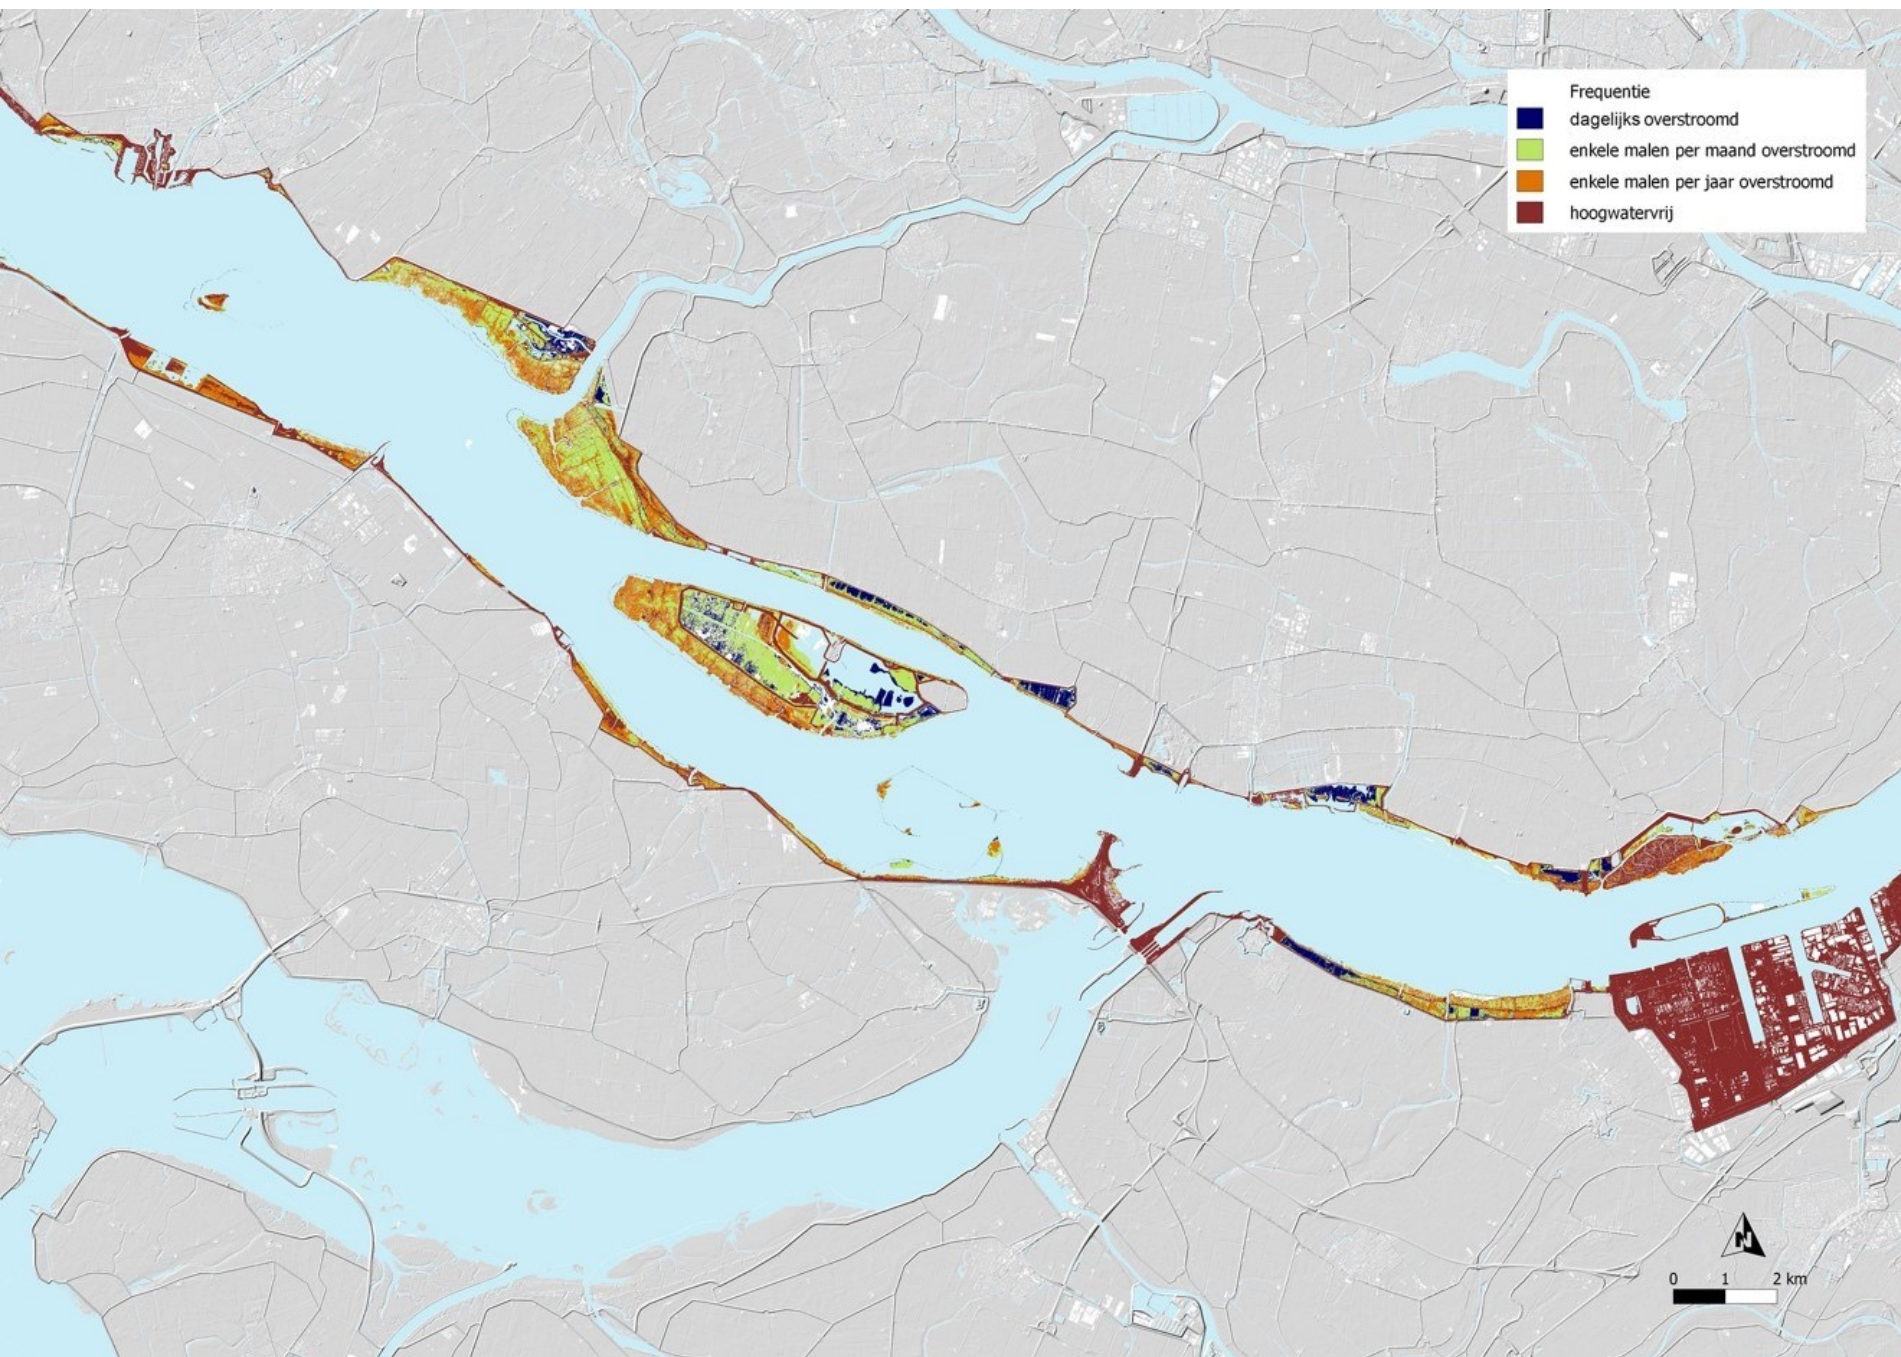 Frequentie
dagelijks overstroomd
enkele malen per maand overstroomd
enkele malen per jaar overstroomd
hoogwatervrij
N
0 1 2 km